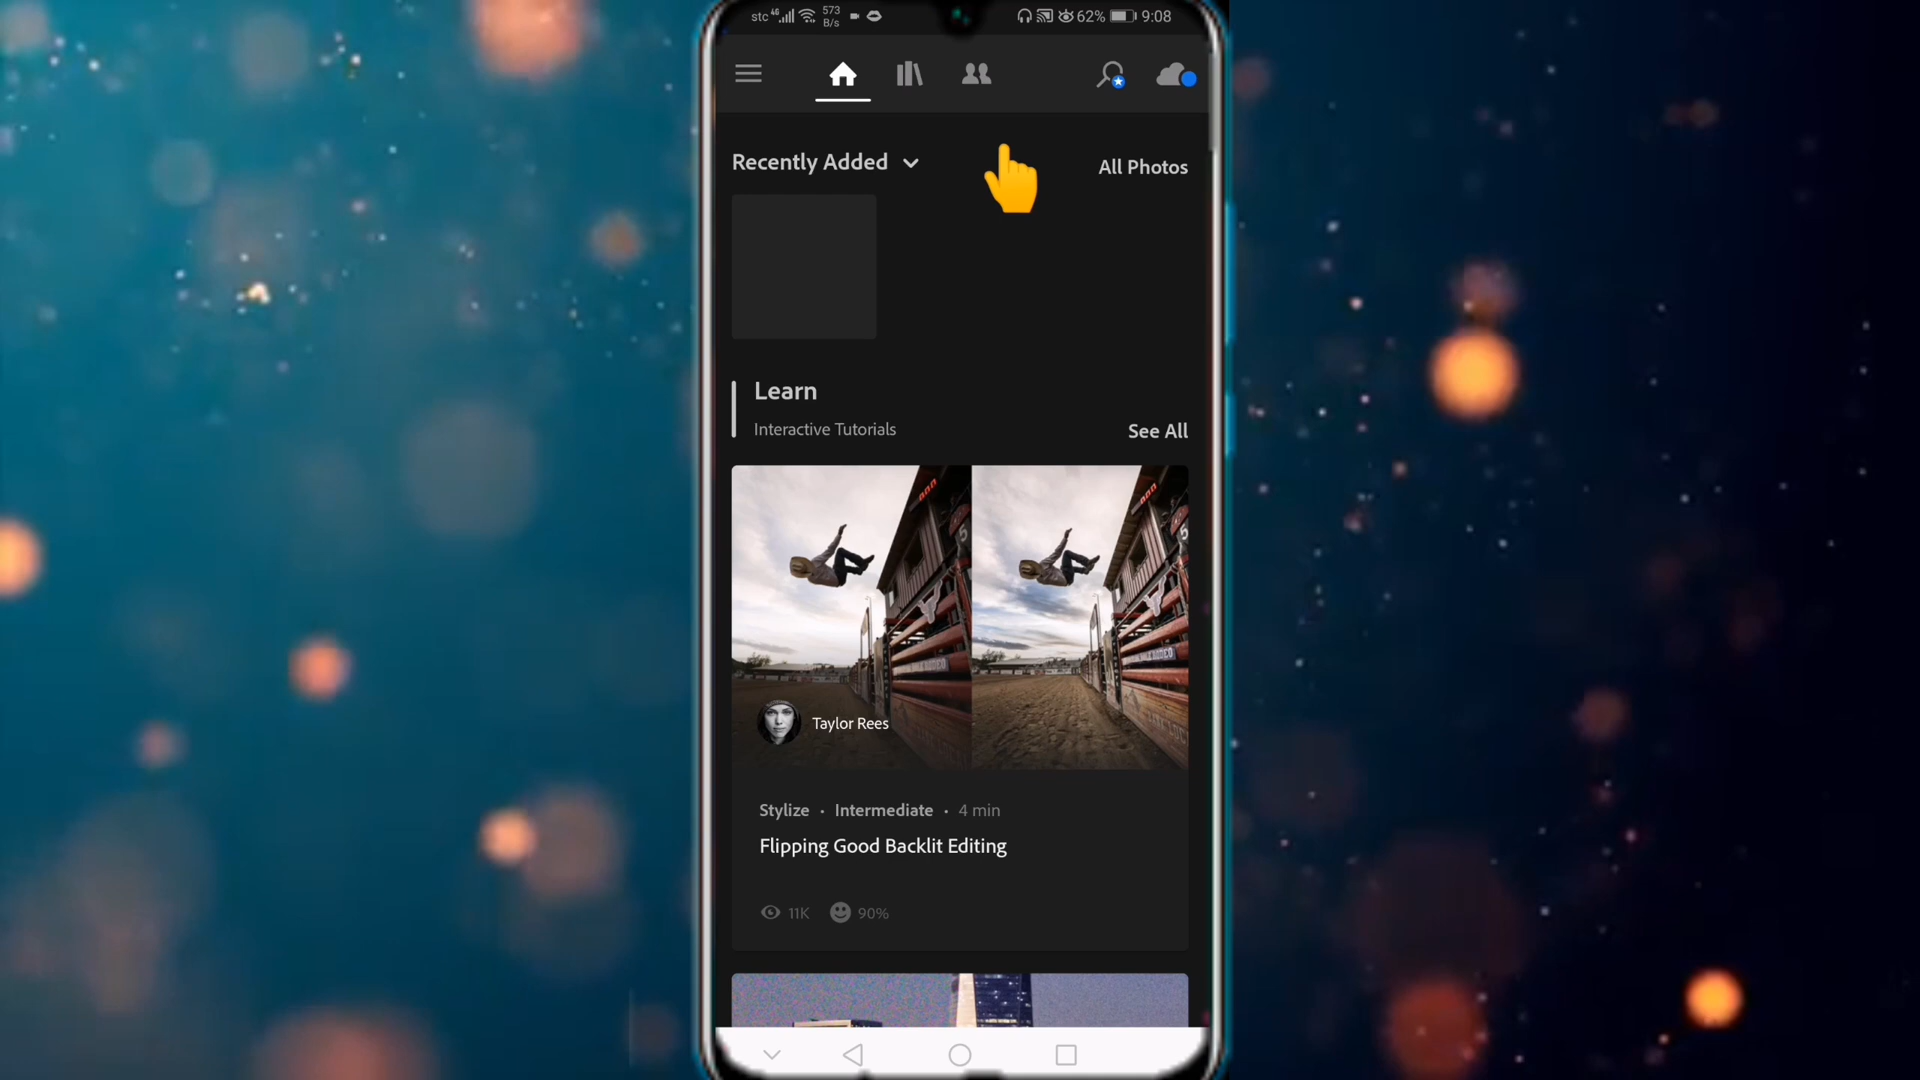 stc 4G 573 B/s 62% 9:08
Recently Added
All Photos
Learn
Interactive Tutorials
See All
Taylor Rees
Stylize • Intermediate • 4 min
Flipping Good Backlit Editing
11K 90%